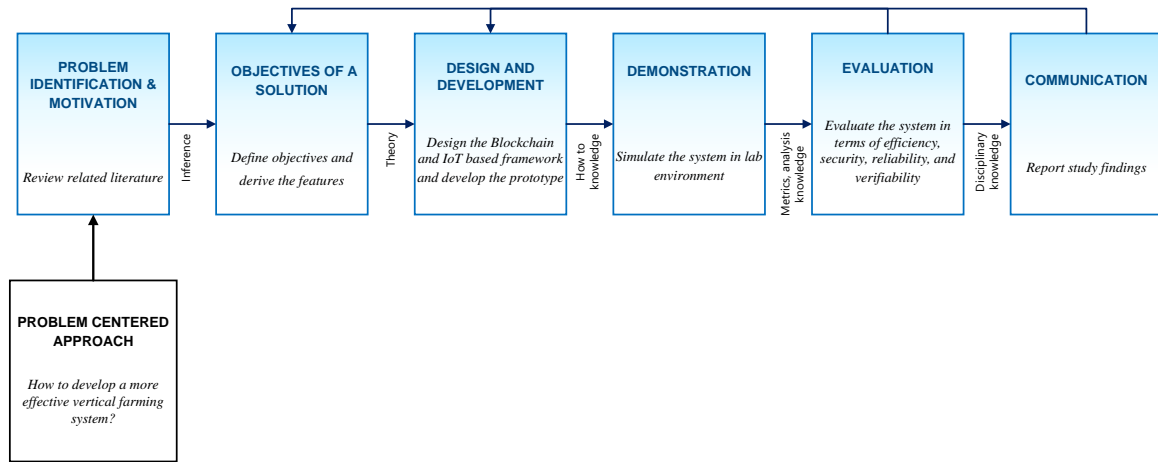 PROBLEM
IDENTIFICATION &
MOTIVATION
Review related literature
Inference
OBJECTIVES OF A
SOLUTION
Define objectives and
derive the features
Theory
DESIGN AND
DEVELOPMENT
Design the Blockchain
and IoT based framework
and develop the prototype
How to
knowledge
DEMONSTRATION
Simulate the system in lab
environment
Metrics, analysis
knowledge
EVALUATION
Evaluate the system in
terms of efficiency,
security, reliability, and
verifiability
Disciplinary
knowledge
COMMUNICATION
Report study findings
PROBLEM CENTERED
APPROACH
How to develop a more
effective vertical farming
system?